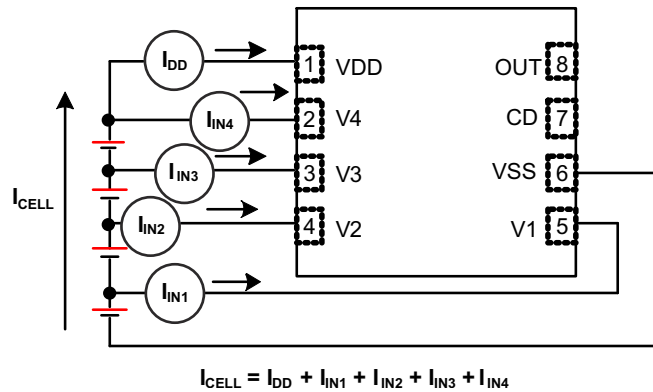 IDD
1 VDD OUT 8
IIN4
2 V4 CD 7
IIN3
3 V3 VSS 6
ICELL
IIN2
4 V2 V1 5
IIN1
ICELL = IDD + IIN1 + IIN2 + IIN3 + IIN4